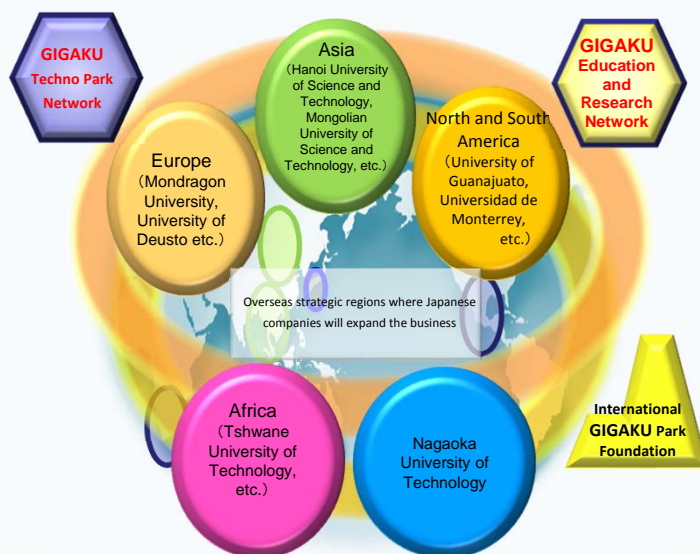 GIGAKU
Techno Park
Network
Asia
（Hanoi University
of Science and
Technology,
Mongolian
University of
Science and
Technology, etc.）
GIGAKU
Education
and
Research
Network
Europe
（Mondragon
University,
University of
Deusto etc.）
North and South
America
（University of
Guanajuato,
Universidad de
Monterrey,
etc.）
Overseas strategic regions where Japanese
companies will expand the business
Africa
（Tshwane
University of
Technology,
etc.）
Nagaoka
University of
Technology
International
GIGAKU Park
Foundation